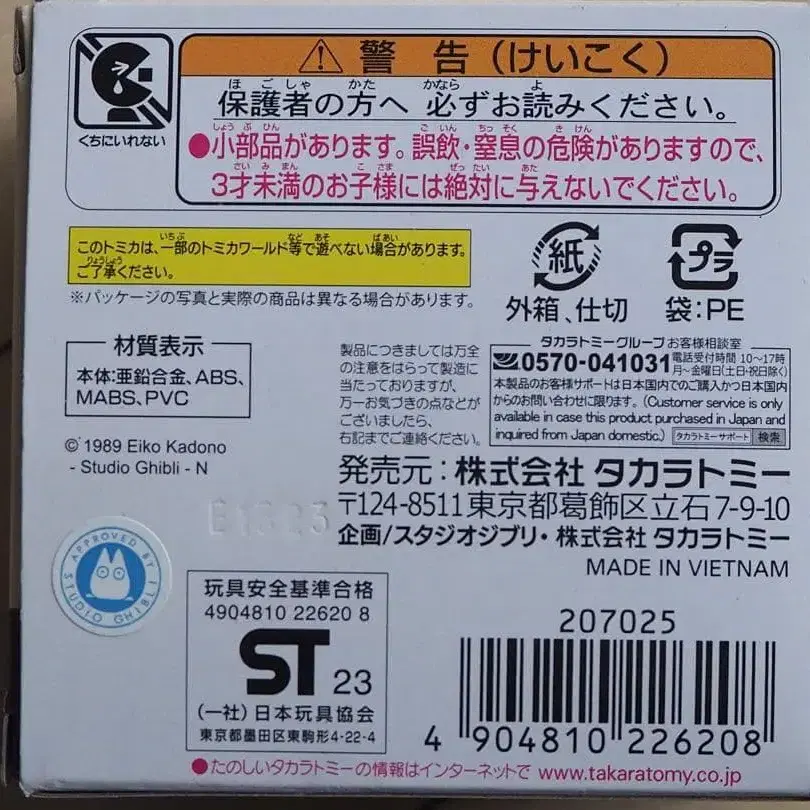 くちにいれない
警告(けいこく)
保護者の方へ 必ずお読みください。
●小部品があります。誤飲・窒息の危険がありますので、
3才未満のお子様には絶対に与えないでください。
このトミカは、一部のトミカワールド等で遊べない場合があります。
ご了承ください。
※パッケージの写真と実際の商品は異なる場合があります。
紙
外箱、仕切
プラ
袋:PE
材質表示
本体:亜鉛合金、ABS、
MABS、PVC
© 1989 Eiko Kadono
- Studio Ghibli - N
製品につきましては万全
の注意をはらって製造に
当たっておりますが、
万一お気づきの点などが
ございましたら、
右記までご連絡ください。
タカラトミーグループ お客様相談室
0570-041031 電話受付時間 10〜17時
月〜金曜日(土日・祝日除く)
本製品のお客様サポートは日本国内でのご購入かつ日本国内
からのお問い合わせに限ります。(Customer service is only
available in case this product purchased in Japan and
inquired from Japan domestic.) タカラトミーサポート 検索
発売元:株式会社 タカラトミー
〒124-8511 東京都葛飾区立石7-9-10
企画/スタジオジブリ・株式会社 タカラトミー
MADE IN VIETNAM
APPROVED BY
STUDIO GHIBLI
玩具安全基準合格
4904810 22620 8
ST 23
(一社)日本玩具協会
東京都墨田区東駒形4-22-4
207025
4 904810 226208
●たのしいタカラトミーの情報はインターネットで www.takaratomy.co.jp